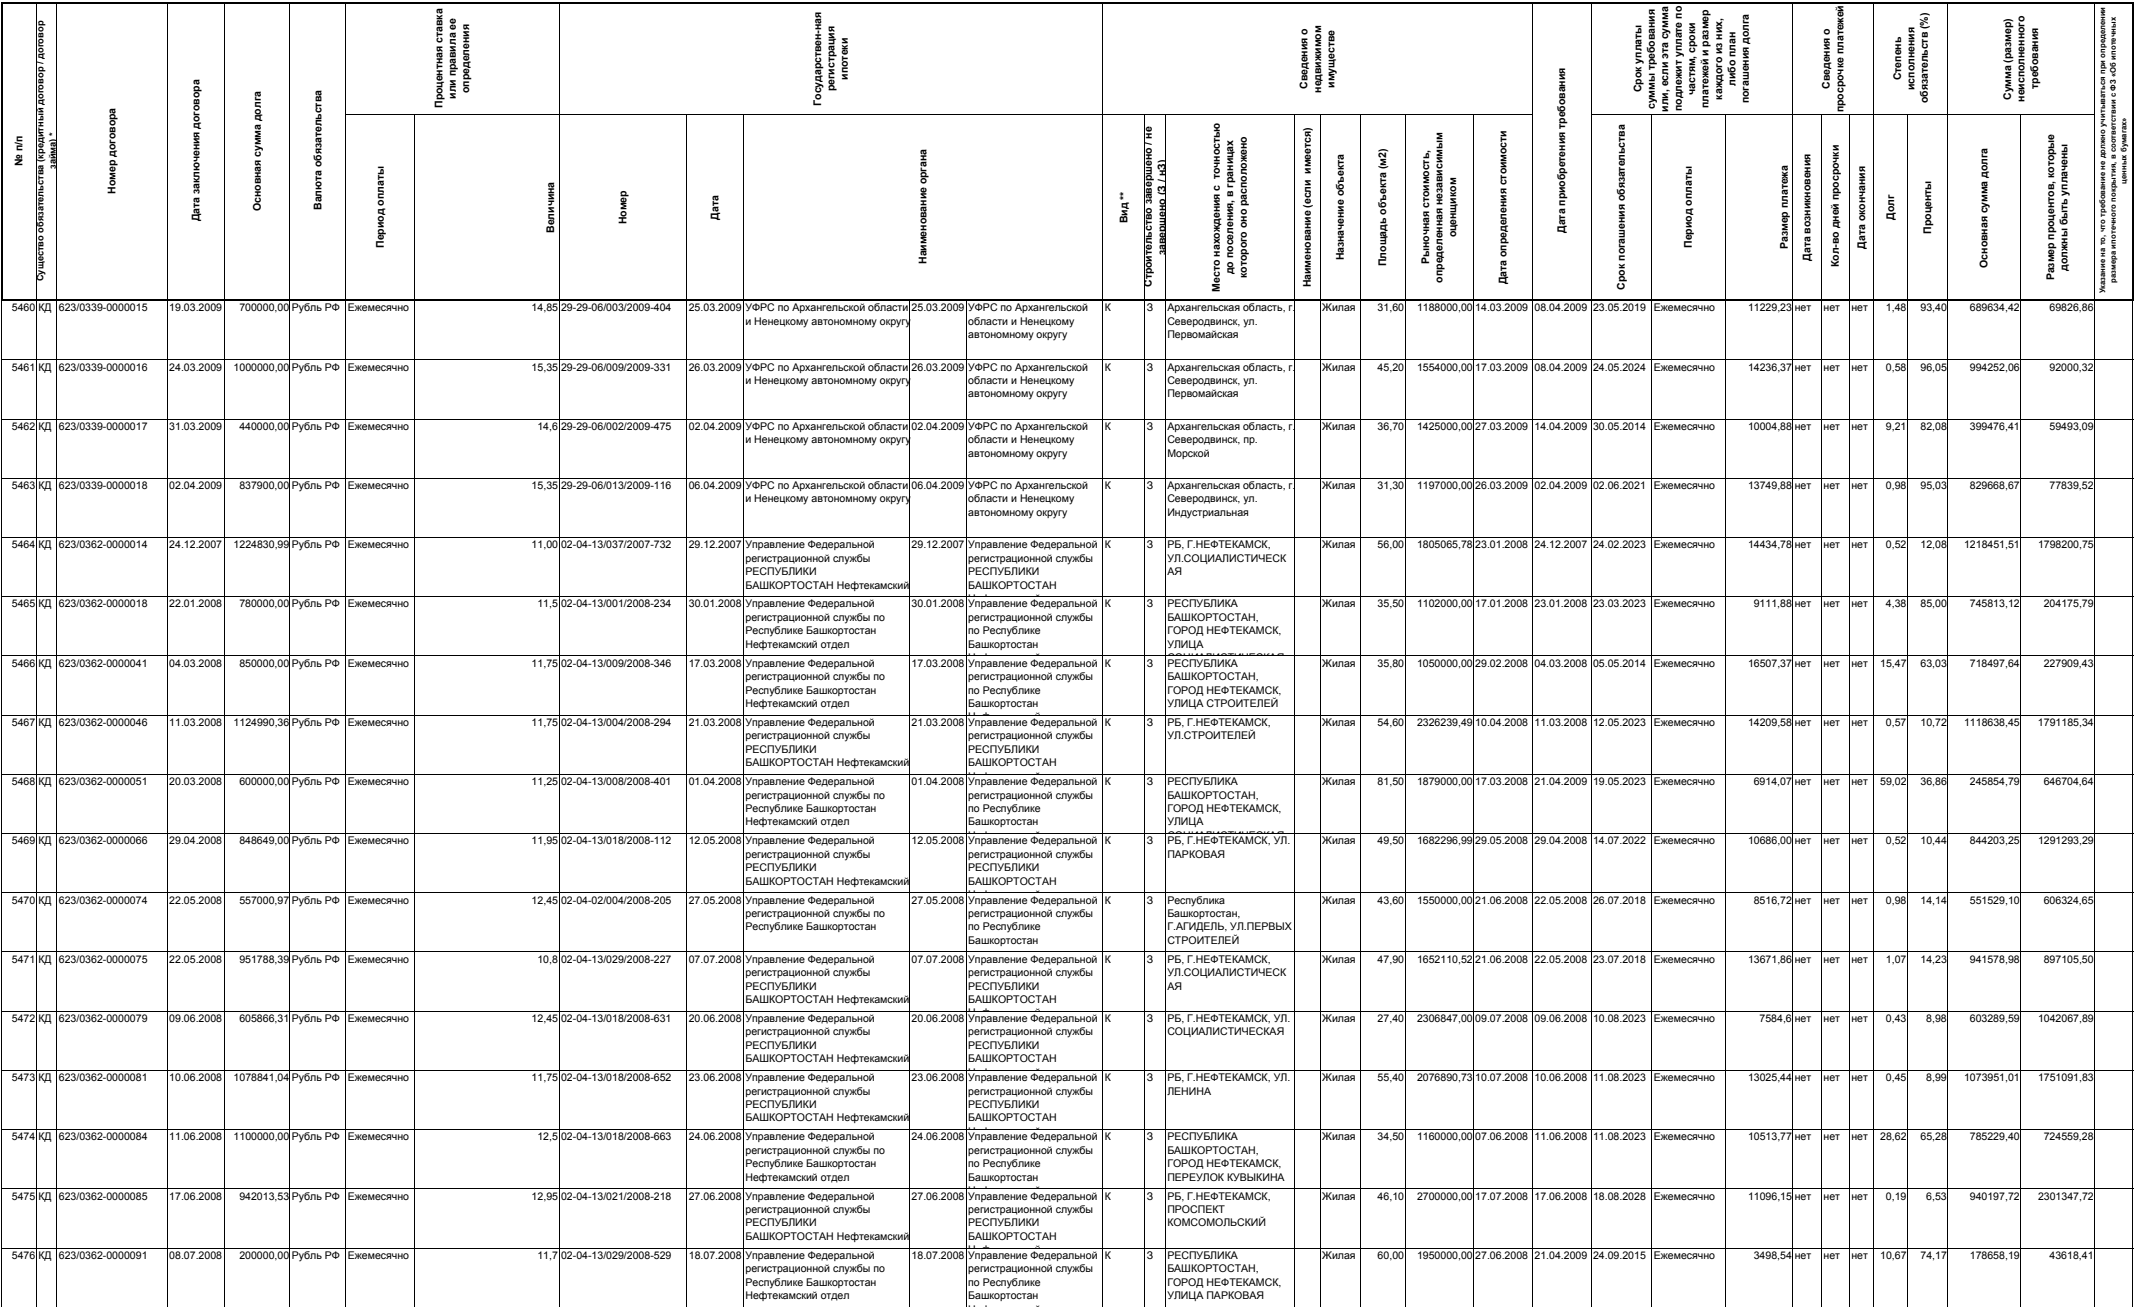 № п/п
Существо обязательства (кредитный договор / договор
займа) *
Номер договора
Дата заключения договора
Основная сумма долга
Валюта обязательства
Процентная ставка
или правила ее
определения
Период оплаты
Величина
Государствен-ная
регистрация
ипотеки
Номер
Дата
Наименование органа
Сведения о
недвижимом
имуществе
Вид **
Строительство завершено / не
завершено (З / нЗ)
Место нахождения с точностью
до поселения, в границах
которого оно расположено
Наименование (если имеется)
Назначение объекта
Площадь объекта (м2)
Рыночная стоимость,
определенная независимым
оценщиком
Дата определения стоимости
Дата приобретения требования
Срок уплаты
суммы требования
или, если эта сумма
подлежит уплате по
частям, сроки
платежей и размер
каждого из них,
либо план
погашения долга
Срок погашения обязательства
Период оплаты
Размер платежа
Сведения о
просрочке платежей
Дата возникновения
Кол-во дней просрочки
Дата окончания
Степень
исполнения
обязательств (%)
Долг
Проценты
Сумма (размер)
неисполненного
требования
Основная сумма долга
Размер процентов, которые
должны быть уплачены
Указание на то, что требование не должно учитываться при определении
размера ипотечного покрытия, в соответствии с ФЗ «Об ипотечных
ценных бумагах»
5460 КД 623/0339-0000015 19.03.2009 700000,00 Рубль РФ Ежемесячно 14,85 29-29-06/003/2009-404 25.03.2009 УФРС по Архангельской области 25.03.2009 УФРС по Архангельской К З Архангельская область, г. Жилая 31,60 1188000,00 14.03.2009 08.04.2009 23.05.2019 Ежемесячно 11229,23 нет нет нет 1,48 93,40 689634,42 69826,86
и Ненецкому автономному округу области и Ненецкому Северодвинск, ул.
автономному округу Первомайская
5461 КД 623/0339-0000016 24.03.2009 1000000,00 Рубль РФ Ежемесячно 15,35 29-29-06/009/2009-331 26.03.2009 УФРС по Архангельской области 26.03.2009 УФРС по Архангельской К З Архангельская область, г. Жилая 45,20 1554000,00 17.03.2009 08.04.2009 24.05.2024 Ежемесячно 14236,37 нет нет нет 0,58 96,05 994252,06 92000,32
и Ненецкому автономному округу области и Ненецкому Северодвинск, ул.
автономному округу Первомайская
5462 КД 623/0339-0000017 31.03.2009 440000,00 Рубль РФ Ежемесячно 14,6 29-29-06/002/2009-475 02.04.2009 УФРС по Архангельской области 02.04.2009 УФРС по Архангельской К З Архангельская область, г. Жилая 36,70 1425000,00 27.03.2009 14.04.2009 30.05.2014 Ежемесячно 10004,88 нет нет нет 9,21 82,08 399476,41 59493,09
и Ненецкому автономному округу области и Ненецкому Северодвинск, пр.
автономному округу Морской
5463 КД 623/0339-0000018 02.04.2009 837900,00 Рубль РФ Ежемесячно 15,35 29-29-06/013/2009-116 06.04.2009 УФРС по Архангельской области 06.04.2009 УФРС по Архангельской К З Архангельская область, г. Жилая 31,30 1197000,00 26.03.2009 02.04.2009 02.06.2021 Ежемесячно 13749,88 нет нет нет 0,98 95,03 829668,67 77839,52
и Ненецкому автономному округу области и Ненецкому Северодвинск, ул.
автономному округу Индустриальная
5464 КД 623/0362-0000014 24.12.2007 1224830,99 Рубль РФ Ежемесячно 11,00 02-04-13/037/2007-732 29.12.2007 Управление Федеральной 29.12.2007 Управление Федеральной К З РБ, Г.НЕФТЕКАМСК, Жилая 56,00 1805065,78 23.01.2008 24.12.2007 24.02.2023 Ежемесячно 14434,78 нет нет нет 0,52 12,08 1218451,51 1798200,75
регистрационной службы регистрационной службы УЛ.СОЦИАЛИСТИЧЕСК
РЕСПУБЛИКИ РЕСПУБЛИКИ АЯ
БАШКОРТОСТАН Нефтекамский БАШКОРТОСТАН
5465 КД 623/0362-0000018 22.01.2008 780000,00 Рубль РФ Ежемесячно 11,5 02-04-13/001/2008-234 30.01.2008 Управление Федеральной 30.01.2008 Управление Федеральной К З РЕСПУБЛИКА Жилая 35,50 1102000,00 17.01.2008 23.01.2008 23.03.2023 Ежемесячно 9111,88 нет нет нет 4,38 85,00 745813,12 204175,79
регистрационной службы по регистрационной службы БАШКОРТОСТАН,
Республике Башкортостан по Республике ГОРОД НЕФТЕКАМСК,
Нефтекамский отдел Башкортостан УЛИЦА
5466 КД 623/0362-0000041 04.03.2008 850000,00 Рубль РФ Ежемесячно 11,75 02-04-13/009/2008-346 17.03.2008 Управление Федеральной 17.03.2008 Управление Федеральной К З РЕСПУБЛИКА Жилая 35,80 1050000,00 29.02.2008 04.03.2008 05.05.2014 Ежемесячно 16507,37 нет нет нет 15,47 63,03 718497,64 227909,43
регистрационной службы по регистрационной службы БАШКОРТОСТАН,
Республике Башкортостан по Республике ГОРОД НЕФТЕКАМСК,
Нефтекамский отдел Башкортостан УЛИЦА СТРОИТЕЛЕЙ
5467 КД 623/0362-0000046 11.03.2008 1124990,36 Рубль РФ Ежемесячно 11,75 02-04-13/004/2008-294 21.03.2008 Управление Федеральной 21.03.2008 Управление Федеральной К З РБ, Г.НЕФТЕКАМСК, Жилая 54,60 2326239,49 10.04.2008 11.03.2008 12.05.2023 Ежемесячно 14209,58 нет нет нет 0,57 10,72 1118638,45 1791185,34
регистрационной службы регистрационной службы УЛ.СТРОИТЕЛЕЙ
РЕСПУБЛИКИ РЕСПУБЛИКИ
БАШКОРТОСТАН Нефтекамский БАШКОРТОСТАН
5468 КД 623/0362-0000051 20.03.2008 600000,00 Рубль РФ Ежемесячно 11,25 02-04-13/008/2008-401 01.04.2008 Управление Федеральной 01.04.2008 Управление Федеральной К З РЕСПУБЛИКА Жилая 81,50 1879000,00 17.03.2008 21.04.2009 19.05.2023 Ежемесячно 6914,07 нет нет нет 59,02 36,86 245854,79 646704,64
регистрационной службы по регистрационной службы БАШКОРТОСТАН,
Республике Башкортостан по Республике ГОРОД НЕФТЕКАМСК,
Нефтекамский отдел Башкортостан УЛИЦА
5469 КД 623/0362-0000066 29.04.2008 848649,00 Рубль РФ Ежемесячно 11,95 02-04-13/018/2008-112 12.05.2008 Управление Федеральной 12.05.2008 Управление Федеральной К З РБ, Г.НЕФТЕКАМСК, УЛ. Жилая 49,50 1682296,99 29.05.2008 29.04.2008 14.07.2022 Ежемесячно 10686,00 нет нет нет 0,52 10,44 844203,25 1291293,29
регистрационной службы регистрационной службы ПАРКОВАЯ
РЕСПУБЛИКИ РЕСПУБЛИКИ
БАШКОРТОСТАН Нефтекамский БАШКОРТОСТАН
5470 КД 623/0362-0000074 22.05.2008 557000,97 Рубль РФ Ежемесячно 12,45 02-04-02/004/2008-205 27.05.2008 Управление Федеральной 27.05.2008 Управление Федеральной К З Республика Жилая 43,60 1550000,00 21.06.2008 22.05.2008 26.07.2018 Ежемесячно 8516,72 нет нет нет 0,98 14,14 551529,10 606324,65
регистрационной службы по регистрационной службы Башкортостан,
Республике Башкортостан по Республике Г.АГИДЕЛЬ, УЛ.ПЕРВЫХ
Башкортостан СТРОИТЕЛЕЙ
5471 КД 623/0362-0000075 22.05.2008 951788,39 Рубль РФ Ежемесячно 10,8 02-04-13/029/2008-227 07.07.2008 Управление Федеральной 07.07.2008 Управление Федеральной К З РБ, Г.НЕФТЕКАМСК, Жилая 47,90 1652110,52 21.06.2008 22.05.2008 23.07.2018 Ежемесячно 13671,86 нет нет нет 1,07 14,23 941578,98 897105,50
регистрационной службы регистрационной службы УЛ.СОЦИАЛИСТИЧЕСК
РЕСПУБЛИКИ РЕСПУБЛИКИ АЯ
БАШКОРТОСТАН Нефтекамский БАШКОРТОСТАН
5472 КД 623/0362-0000079 09.06.2008 605866,31 Рубль РФ Ежемесячно 12,45 02-04-13/018/2008-631 20.06.2008 Управление Федеральной 20.06.2008 Управление Федеральной К З РБ, Г.НЕФТЕКАМСК, УЛ. Жилая 27,40 2306847,00 09.07.2008 09.06.2008 10.08.2023 Ежемесячно 7584,6 нет нет нет 0,43 8,98 603289,59 1042067,89
регистрационной службы регистрационной службы СОЦИАЛИСТИЧЕСКАЯ
РЕСПУБЛИКИ РЕСПУБЛИКИ
БАШКОРТОСТАН Нефтекамский БАШКОРТОСТАН
5473 КД 623/0362-0000081 10.06.2008 1078841,04 Рубль РФ Ежемесячно 11,75 02-04-13/018/2008-652 23.06.2008 Управление Федеральной 23.06.2008 Управление Федеральной К З РБ, Г.НЕФТЕКАМСК, УЛ. Жилая 55,40 2076890,73 10.07.2008 10.06.2008 11.08.2023 Ежемесячно 13025,44 нет нет нет 0,45 8,99 1073951,01 1751091,83
регистрационной службы регистрационной службы ЛЕНИНА
РЕСПУБЛИКИ РЕСПУБЛИКИ
БАШКОРТОСТАН Нефтекамский БАШКОРТОСТАН
5474 КД 623/0362-0000084 11.06.2008 1100000,00 Рубль РФ Ежемесячно 12,5 02-04-13/018/2008-663 24.06.2008 Управление Федеральной 24.06.2008 Управление Федеральной К З РЕСПУБЛИКА Жилая 34,50 1160000,00 07.06.2008 11.06.2008 11.08.2023 Ежемесячно 10513,77 нет нет нет 28,62 65,28 785229,40 724559,28
регистрационной службы по регистрационной службы БАШКОРТОСТАН,
Республике Башкортостан по Республике ГОРОД НЕФТЕКАМСК,
Нефтекамский отдел Башкортостан ПЕРЕУЛОК КУВЫКИНА
5475 КД 623/0362-0000085 17.06.2008 942013,53 Рубль РФ Ежемесячно 12,95 02-04-13/021/2008-218 27.06.2008 Управление Федеральной 27.06.2008 Управление Федеральной К З РБ, Г.НЕФТЕКАМСК, Жилая 46,10 2700000,00 17.07.2008 17.06.2008 18.08.2028 Ежемесячно 11096,15 нет нет нет 0,19 6,53 940197,72 2301347,72
регистрационной службы регистрационной службы ПРОСПЕКТ
РЕСПУБЛИКИ РЕСПУБЛИКИ КОМСОМОЛЬСКИЙ
БАШКОРТОСТАН Нефтекамский БАШКОРТОСТАН
5476 КД 623/0362-0000091 08.07.2008 200000,00 Рубль РФ Ежемесячно 11,7 02-04-13/029/2008-529 18.07.2008 Управление Федеральной 18.07.2008 Управление Федеральной К З РЕСПУБЛИКА Жилая 60,00 1950000,00 27.06.2008 21.04.2009 24.09.2015 Ежемесячно 3498,54 нет нет нет 10,67 74,17 178658,19 43618,41
регистрационной службы по регистрационной службы БАШКОРТОСТАН,
Республике Башкортостан по Республике ГОРОД НЕФТЕКАМСК,
Нефтекамский отдел Башкортостан УЛИЦА ПАРКОВАЯ